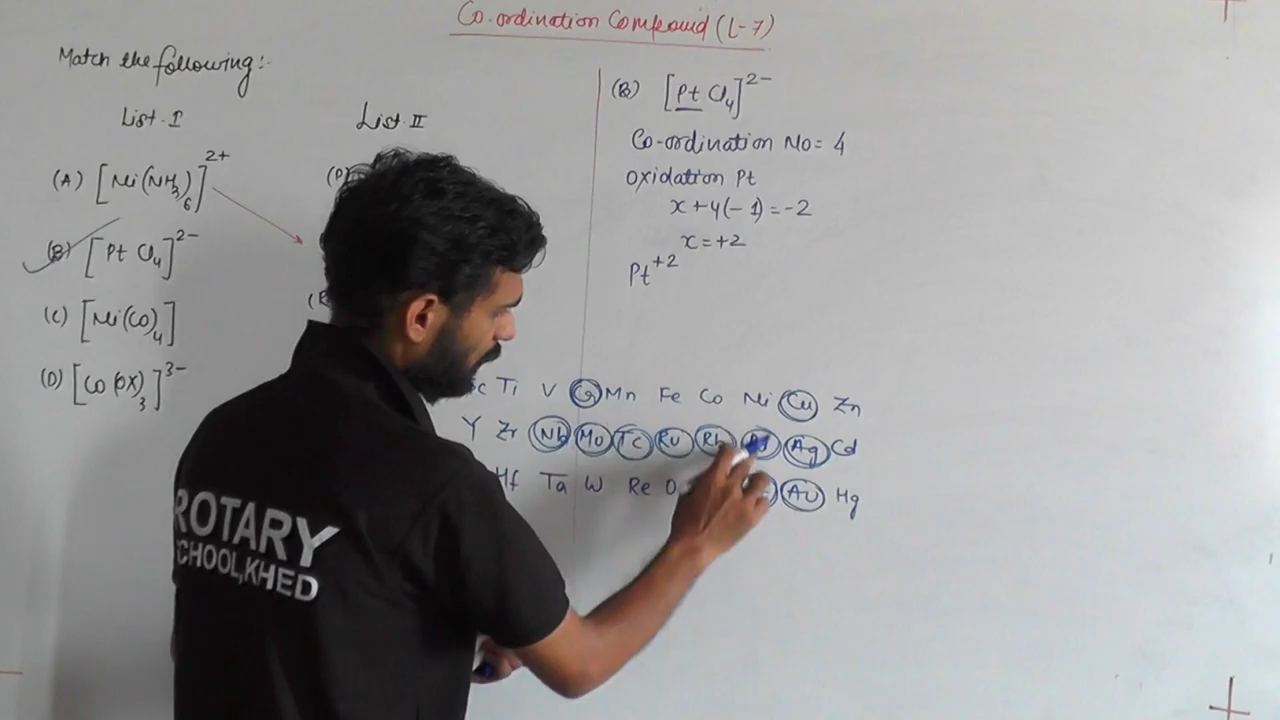 Co-ordination Compound (L-7)
Match the following:-
List-I
List II
(A) [Ni(NH3)6]2+
(P)
(B) [Pt Cl4]2-
(C) [Ni(CO)4]
(D) [Co (OX)3]3-
(B) [Pt Cl4]2-
Co-ordination No = 4
Oxidation Pt
x+4(-1)=-2
x=+2
Pt+2
Ti V Cr Mn Fe Co Ni Cu Zn
Y Zr Nb Mo TC RU Rh Pd Ag Cd
Hf Ta W Re Au Hg
ROTARY
SCHOOL,KHED